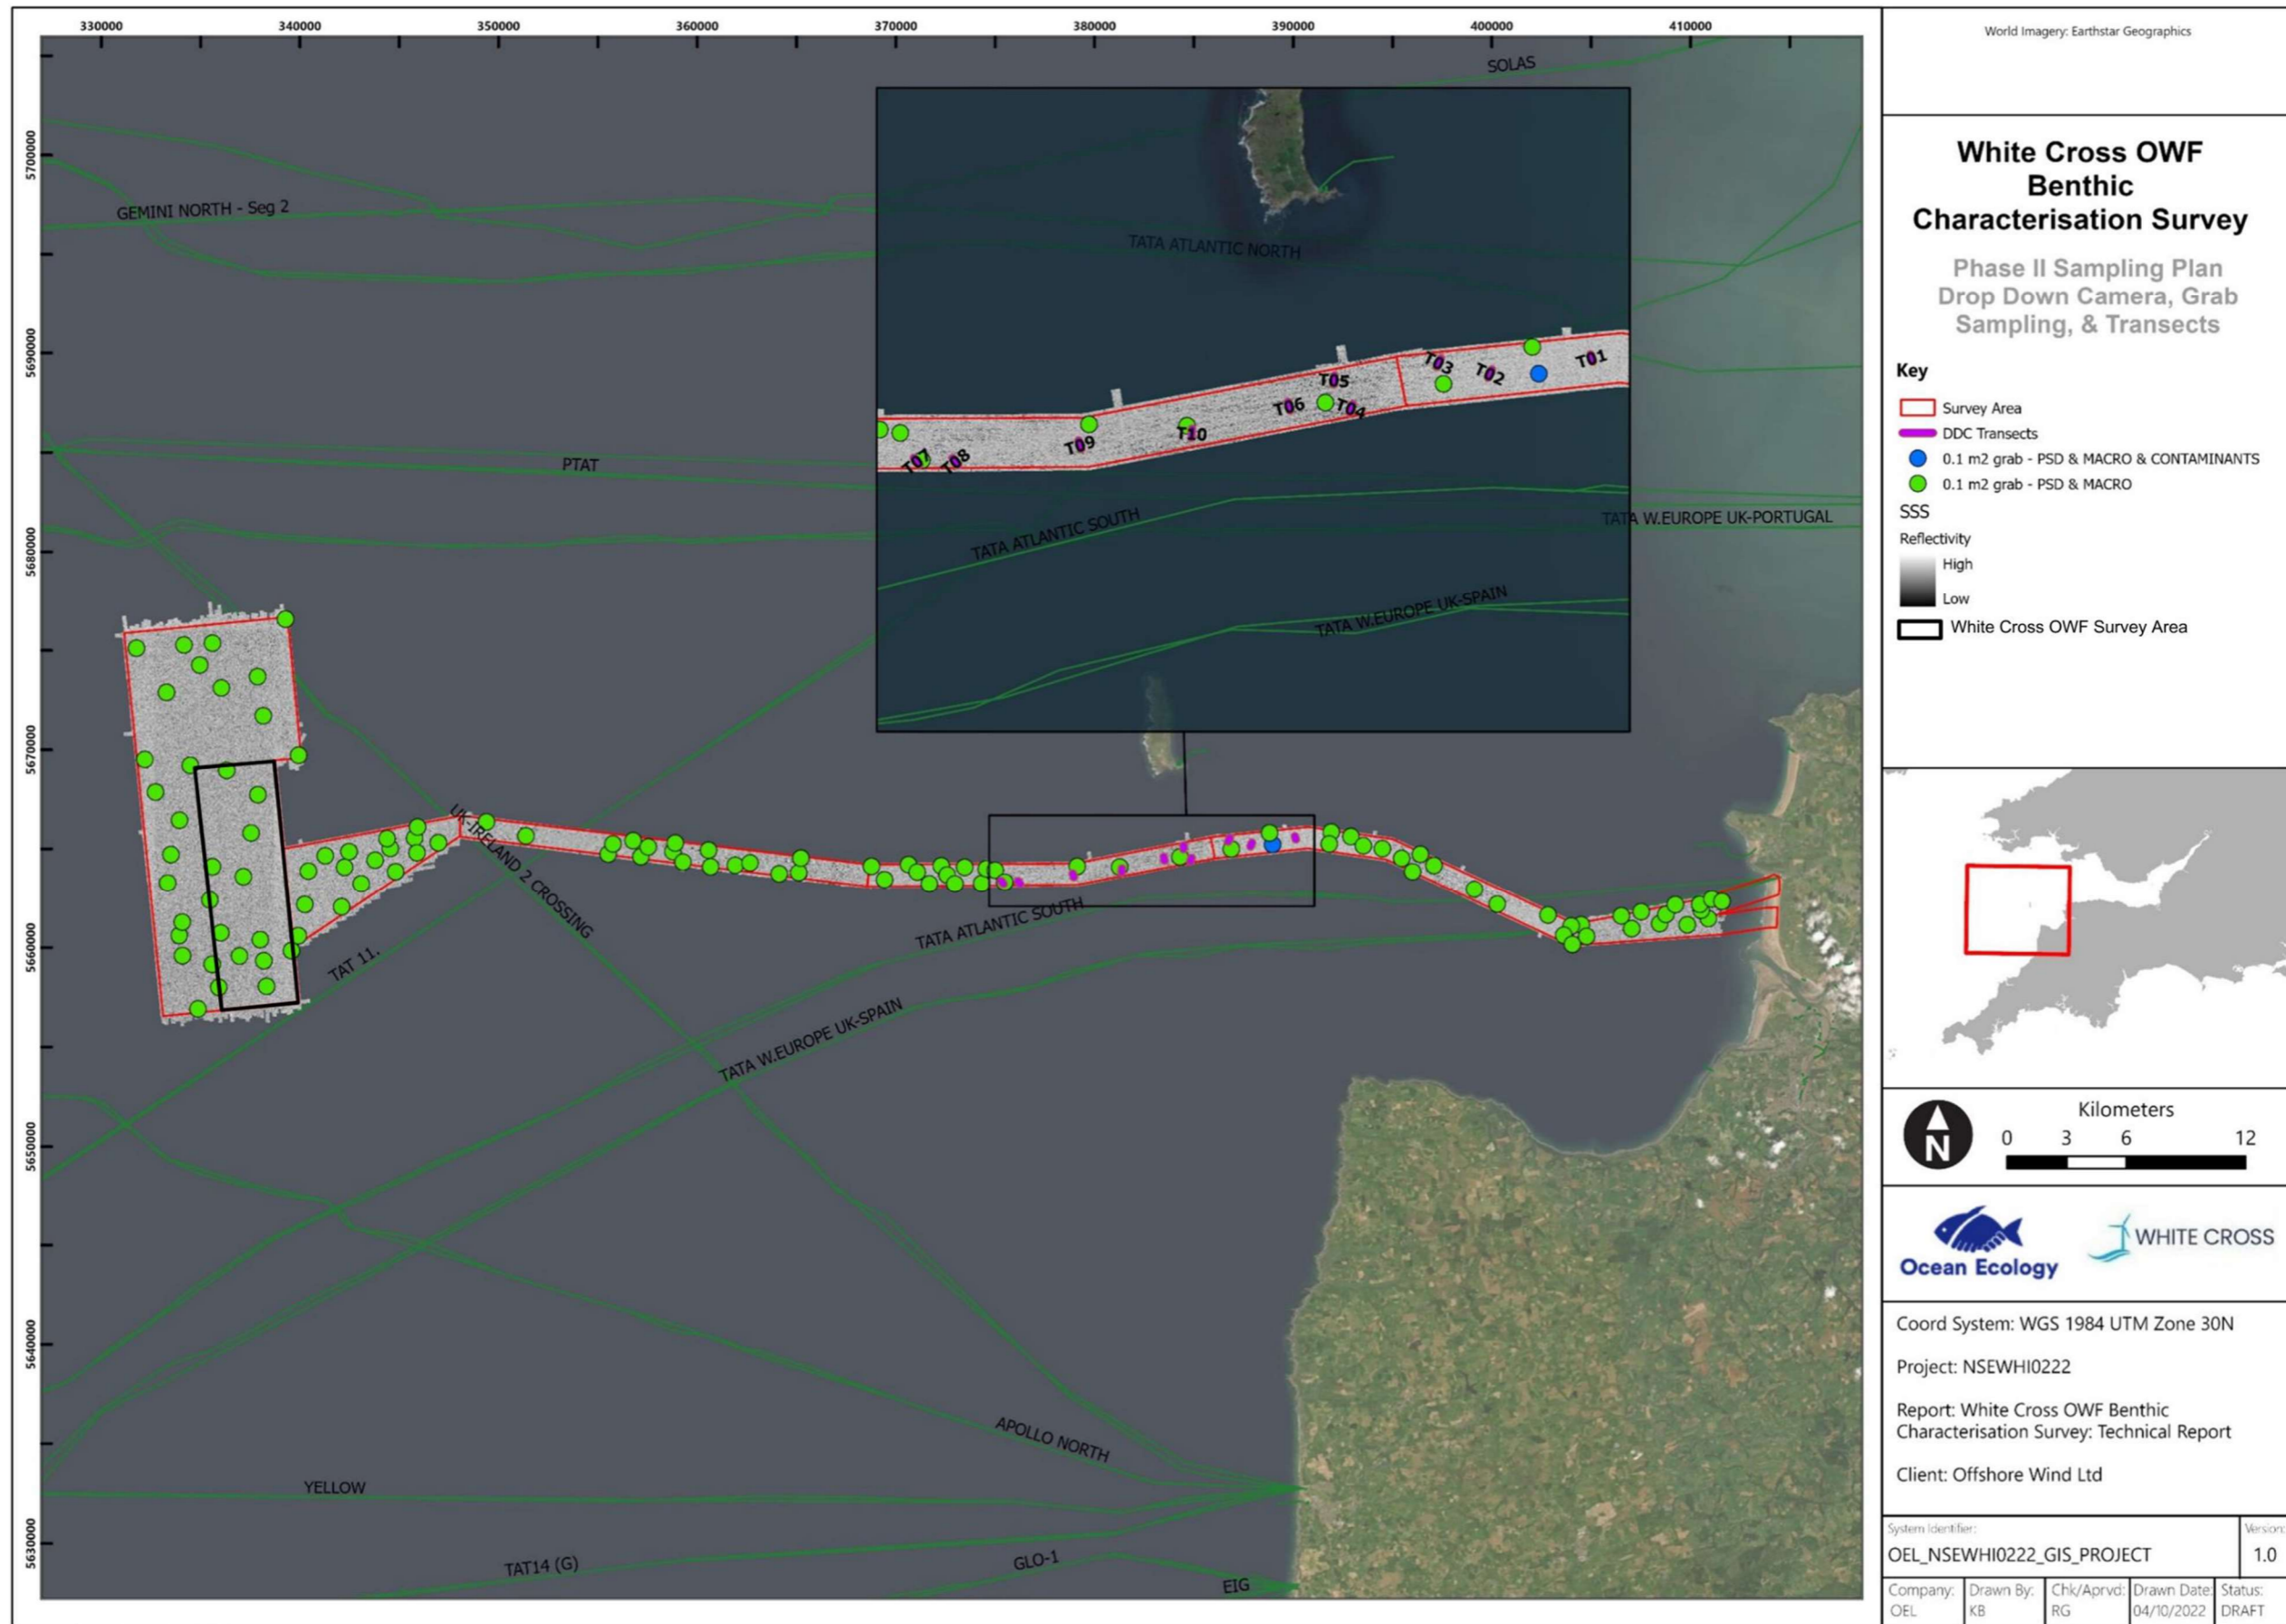 330000
340000
350000
360000
370000
380000
390000
400000
410000
5700000
5690000
5680000
5670000
5660000
5650000
5640000
5630000
SOLAS
GEMINI NORTH - Seg 2
TATA ATLANTIC NORTH
PTAT
T01
T02
T03
T05
T04
T06
T10
T09
T07
T08
TATA ATLANTIC SOUTH
TATA W.EUROPE UK-PORTUGAL
TATA W.EUROPE UK-SPAIN
UK-IRELAND 2 CROSSING
TAT 11.
TATA ATLANTIC SOUTH
TATA W.EUROPE UK-SPAIN
APOLLO NORTH
YELLOW
TAT14 (G)
GLO-1
EIG
World Imagery: Earthstar Geographics
White Cross OWF
Benthic
Characterisation Survey
Phase II Sampling Plan
Drop Down Camera, Grab
Sampling, & Transects
Key
Survey Area
DDC Transects
0.1 m2 grab - PSD & MACRO & CONTAMINANTS
0.1 m2 grab - PSD & MACRO
SSS
Reflectivity
High
Low
White Cross OWF Survey Area
N
Kilometers
0 3 6 12
Ocean Ecology
WHITE CROSS
Coord System: WGS 1984 UTM Zone 30N
Project: NSEWHI0222
Report: White Cross OWF Benthic
Characterisation Survey: Technical Report
Client: Offshore Wind Ltd
System Identifier:
OEL_NSEWHI0222_GIS_PROJECT
Version:
1.0
Company:
OEL
Drawn By:
KB
Chk/Aprvd:
RG
Drawn Date:
04/10/2022
Status:
DRAFT